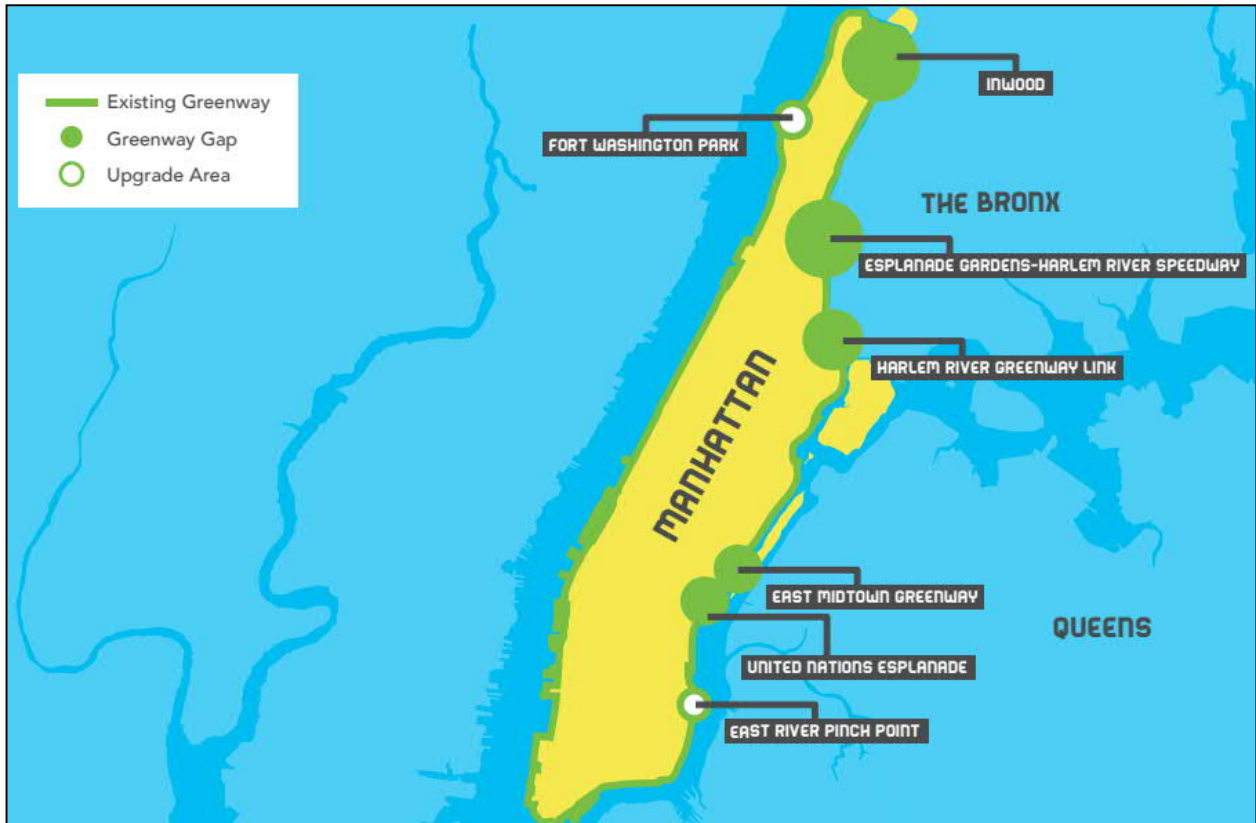 Existing Greenway
Greenway Gap
Upgrade Area
INWOOD
FORT WASHINGTON PARK
THE BRONX
ESPLANADE GARDENS-HARLEM RIVER SPEEDWAY
HARLEM RIVER GREENWAY LINK
MANHATTAN
EAST MIDTOWN GREENWAY
QUEENS
UNITED NATIONS ESPLANADE
EAST RIVER PINCH POINT